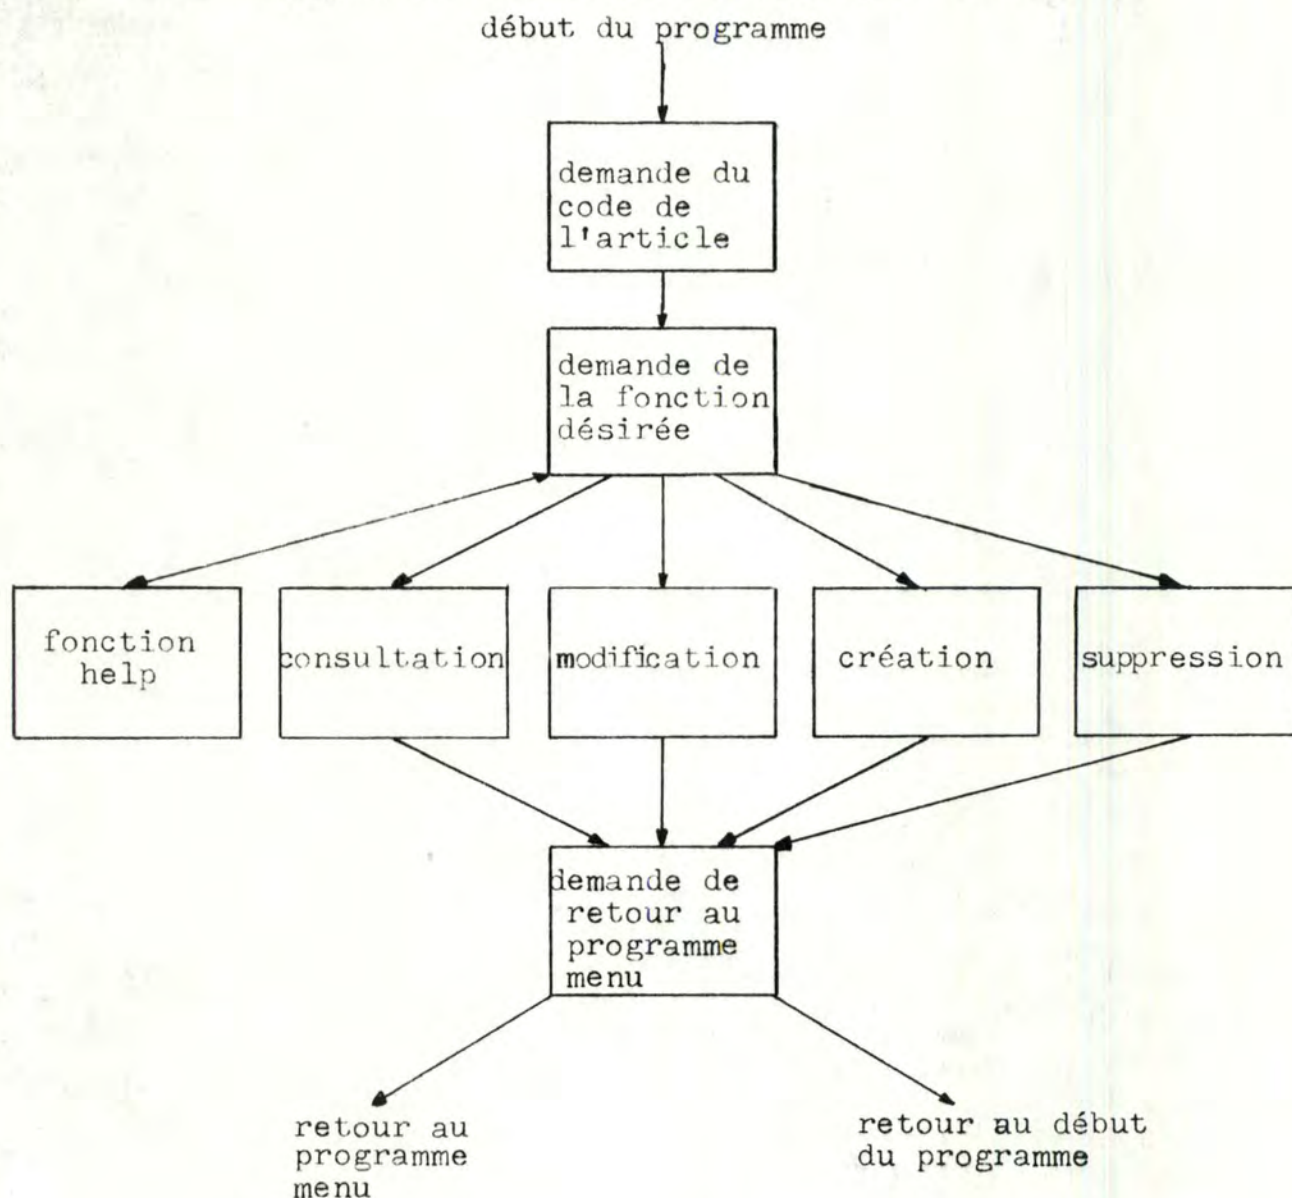 début du programme
demande du
code de
l'article
demande de
la fonction
désirée
fonction
help
consultation
modification
création
suppression
demande de
retour au
programme
menu
retour au
programme
menu
retour au début
du programme